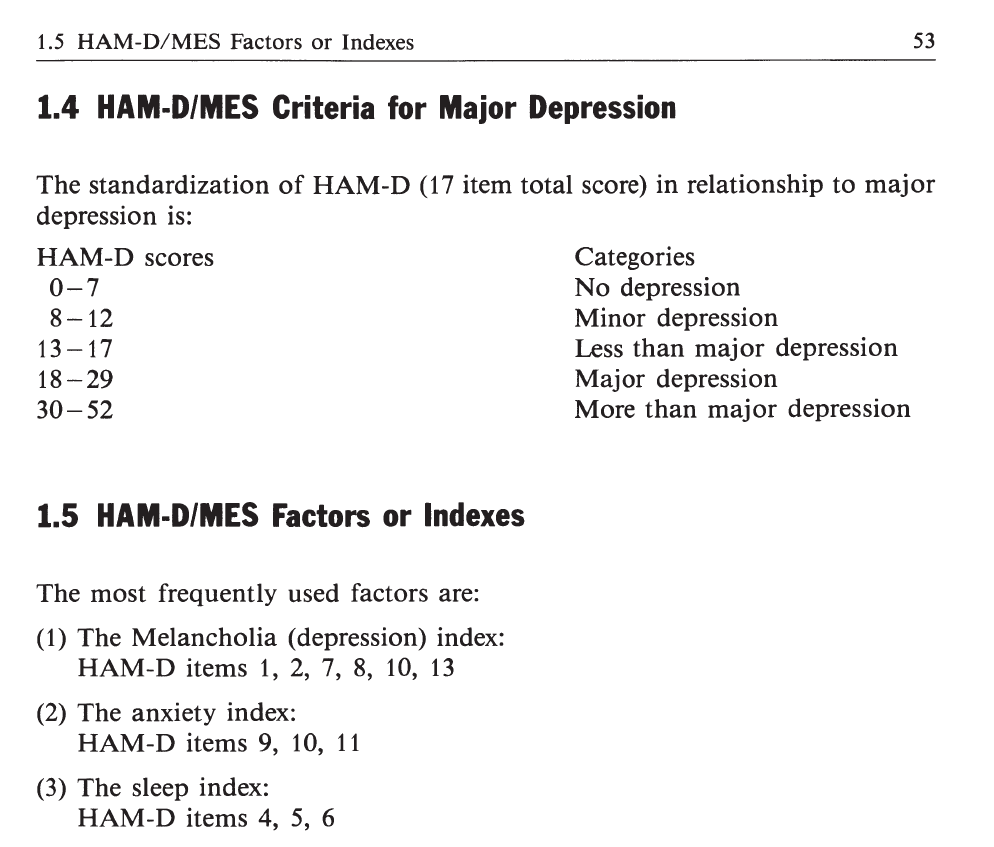 1.5 HAM-D/MES Factors or Indexes 53
1.4 HAM-D/MES Criteria for Major Depression
The standardization of HAM-D (17 item total score) in relationship to major
depression is:
HAM-D scores Categories
0–7 No depression
8–12 Minor depression
13–17 Less than major depression
18–29 Major depression
30–52 More than major depression
1.5 HAM-D/MES Factors or Indexes
The most frequently used factors are:
(1) The Melancholia (depression) index:
HAM-D items 1, 2, 7, 8, 10, 13
(2) The anxiety index:
HAM-D items 9, 10, 11
(3) The sleep index:
HAM-D items 4, 5, 6